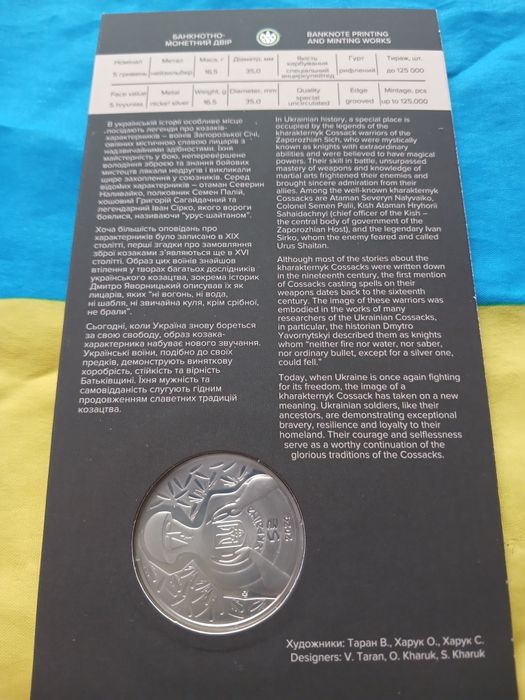 БАНКНОТНО-
МОНЕТНИЙ ДВІР
BANKNOTE PRINTING
AND MINTING WORKS
Номінал Метал Маса, г Діаметр, мм Якість карбування Гурт Тираж, шт.
5 гривень нейзильбер 16,5 35,0 спеціальний анциркулейтед рифлений до 125 000
Face value Metal Weight, g Diameter, mm Quality Edge Mintage, pcs
5 hryvnias nickel silver 16.5 35.0 special uncirculated grooved up to 125,000
В українській історії особливе місце
посідають легенди про козаків-
характерників – воїнів Запорозької Січі,
овіяних містичною славою лицарів з
надзвичайними здібностями. Їхня
майстерність у бою, неперевершене
володіння зброєю та знання бойових
мистецтв лякали недругів і викликали
щире захоплення у союзників. Серед
відомих характерників – отаман Северин
Наливайко, полковник Семен Палій,
кошовий Григорій Сагайдачний та
легендарний Іван Сірко, якого вороги
боялися, називаючи "урус-шайтаном".
Хоча більшість оповідань про
характерників було записано в XIX
столітті, перші згадки про замовляння
зброї козаками з'являються ще в XVI
столітті. Образ цих воїнів знайшов
втілення у творах багатьох дослідників
українського козацтва, зокрема історик
Дмитро Яворницький описував їх як
лицарів, яких "ні вогонь, ні вода,
ні шабля, ні звичайна куля, крім срібної,
не брали".
Сьогодні, коли Україна знову бореться
за свою свободу, образ козака-
характерника набуває нового звучання.
Українські воїни, подібно до своїх
предків, демонструють виняткову
хоробрість, стійкість та вірність
Батьківщині. Їхня мужність та
самовідданість слугують гідним
продовженням славетних традицій
козацтва.
In Ukrainian history, a special place is
occupied by the legends of the
kharakternyk Cossack warriors of the
Zaporozhian Sich, who were mystically
known as knights with extraordinary
abilities and were believed to have magical
powers. Their skill in battle, unsurpassed
mastery of weapons and knowledge of
martial arts frightened their enemies and
brought sincere admiration from their
allies. Among the well-known kharakternyk
Cossacks are Ataman Severyn Nalyvaiko,
Colonel Semen Palii, Kish Ataman Hryhorii
Sahaidachnyi (chief officer of the Kish –
the central body of government of the
Zaporozhian Host), and the legendary Ivan
Sirko, whom the enemy feared and called
Urus Shaitan.
Although most of the stories about the
kharakternyk Cossacks were written down
in the nineteenth century, the first mention
of Cossacks casting spells on their
weapons dates back to the sixteenth
century. The image of these warriors was
embodied in the works of many
researchers of the Ukrainian Cossacks,
in particular, the historian Dmytro
Yavornytskyi described them as knights
whom "neither fire nor water, nor saber,
nor ordinary bullet, except for a silver one,
could fell."
Today, when Ukraine is once again fighting
for its freedom, the image of a
kharakternyk Cossack has taken on a new
meaning. Ukrainian soldiers, like their
ancestors, are demonstrating exceptional
bravery, resilience and loyalty to their
homeland. Their courage and selflessness
serve as a worthy continuation of the
glorious traditions of the Cossacks.
Художники: Таран В., Харук О., Харук С.
Designers: V. Taran, O. Kharuk, S. Kharuk